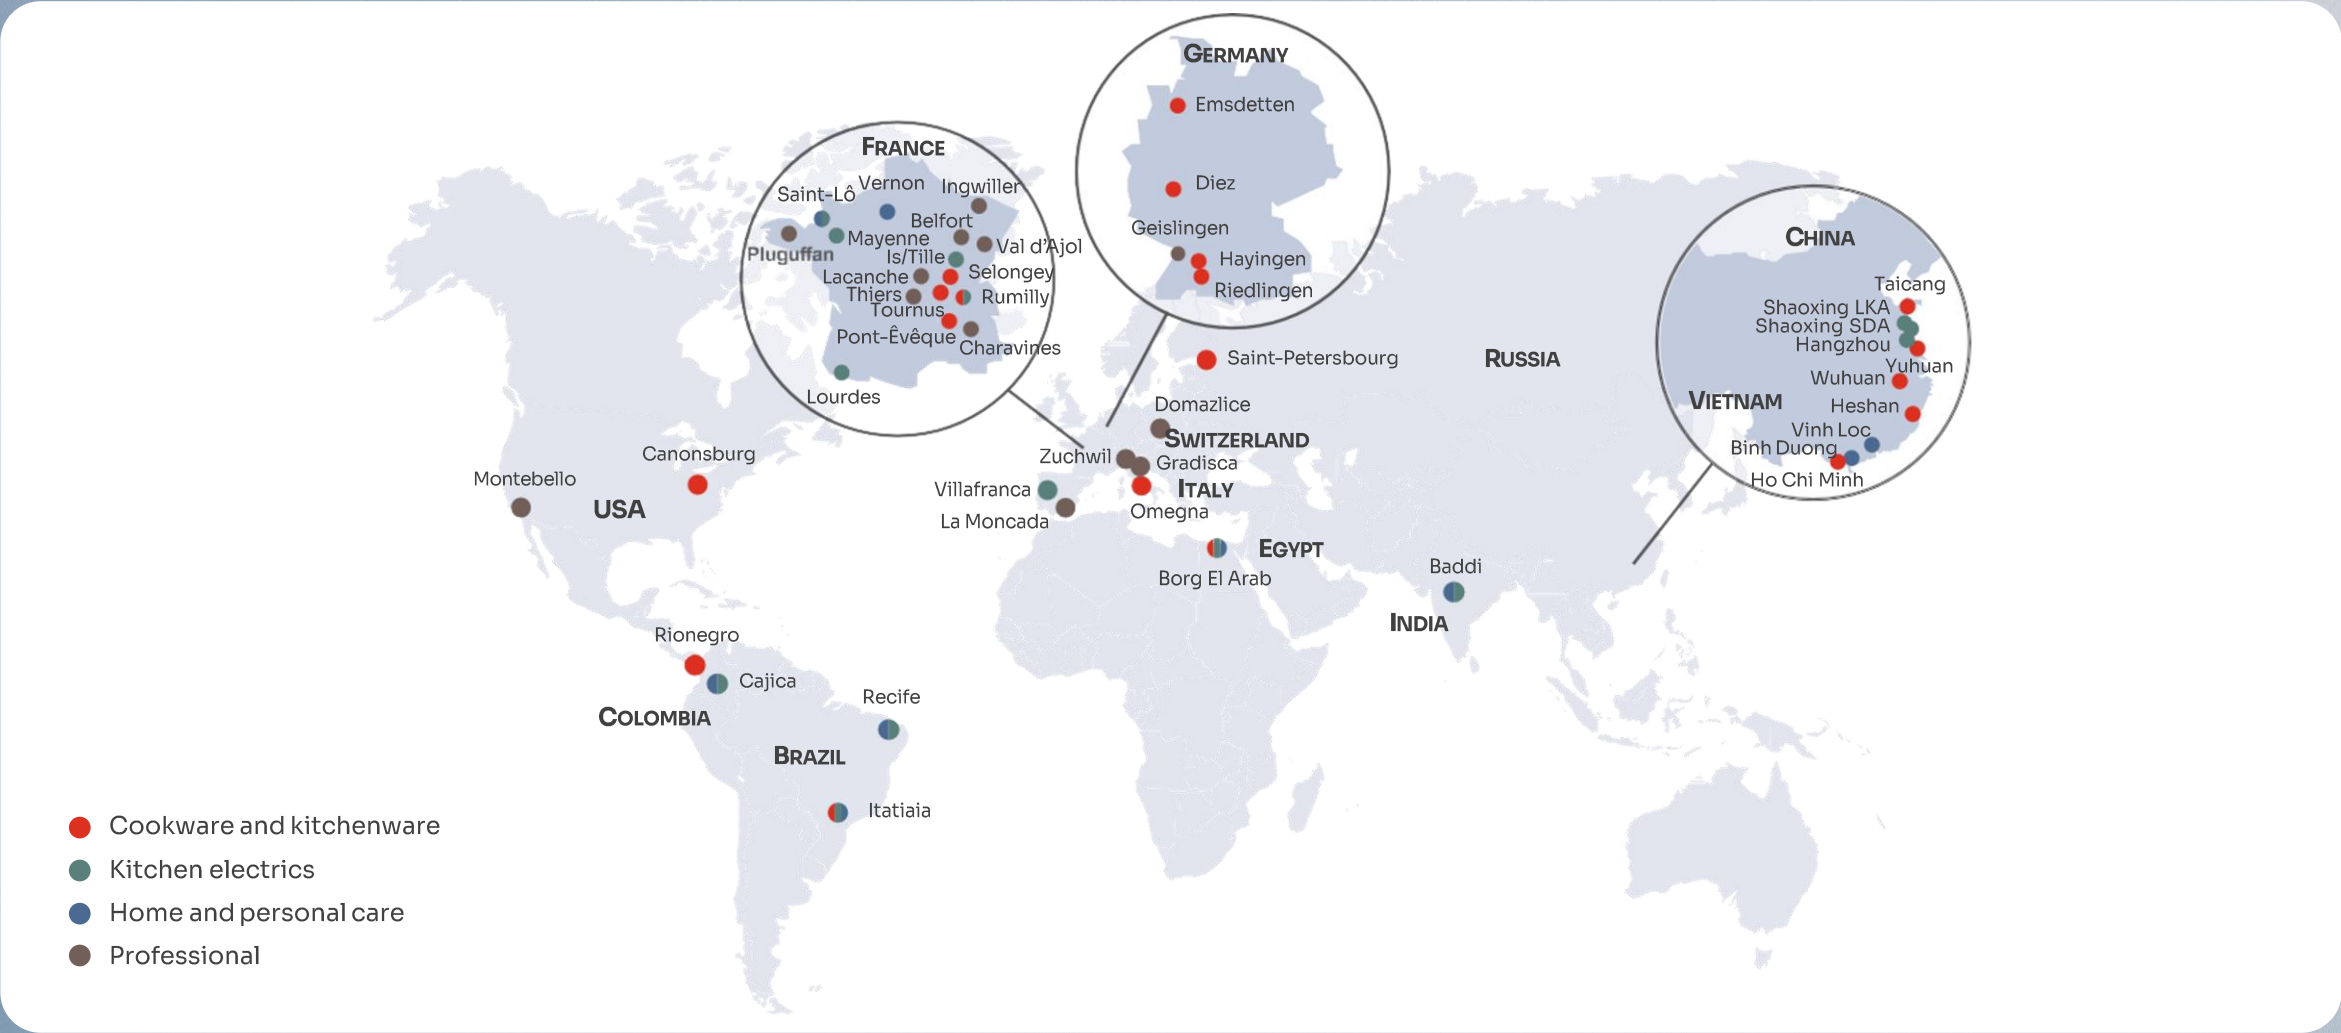 GERMANY
Emsdetten
Diez
Geislingen
Hayingen
Riedlingen
FRANCE
Saint-Lô
Vernon
Ingwiller
Belfort
Pluguffan
Mayenne
Val d'Ajol
Is/Tille
Lacanche
Selongey
Thiers
Rumilly
Tournus
Pont-Êvêque
Charavines
Lourdes
CHINA
Taicang
Shaoxing LKA
Shaoxing SDA
Hangzhou
Yuhuan
Wuhuan
VIETNAM
Heshan
Vinh Loc
Binh Duong
Ho Chi Minh
Saint-Petersbourg
RUSSIA
Domazlice
SWITZERLAND
Zuchwil
Gradisca
Villafranca
ITALY
La Moncada
Omegna
EGYPT
Borg El Arab
Baddi
INDIA
Canonsburg
Montebello
USA
Rionegro
Cajica
COLOMBIA
Recife
BRAZIL
Itatiaia
Cookware and kitchenware
Kitchen electrics
Home and personal care
Professional